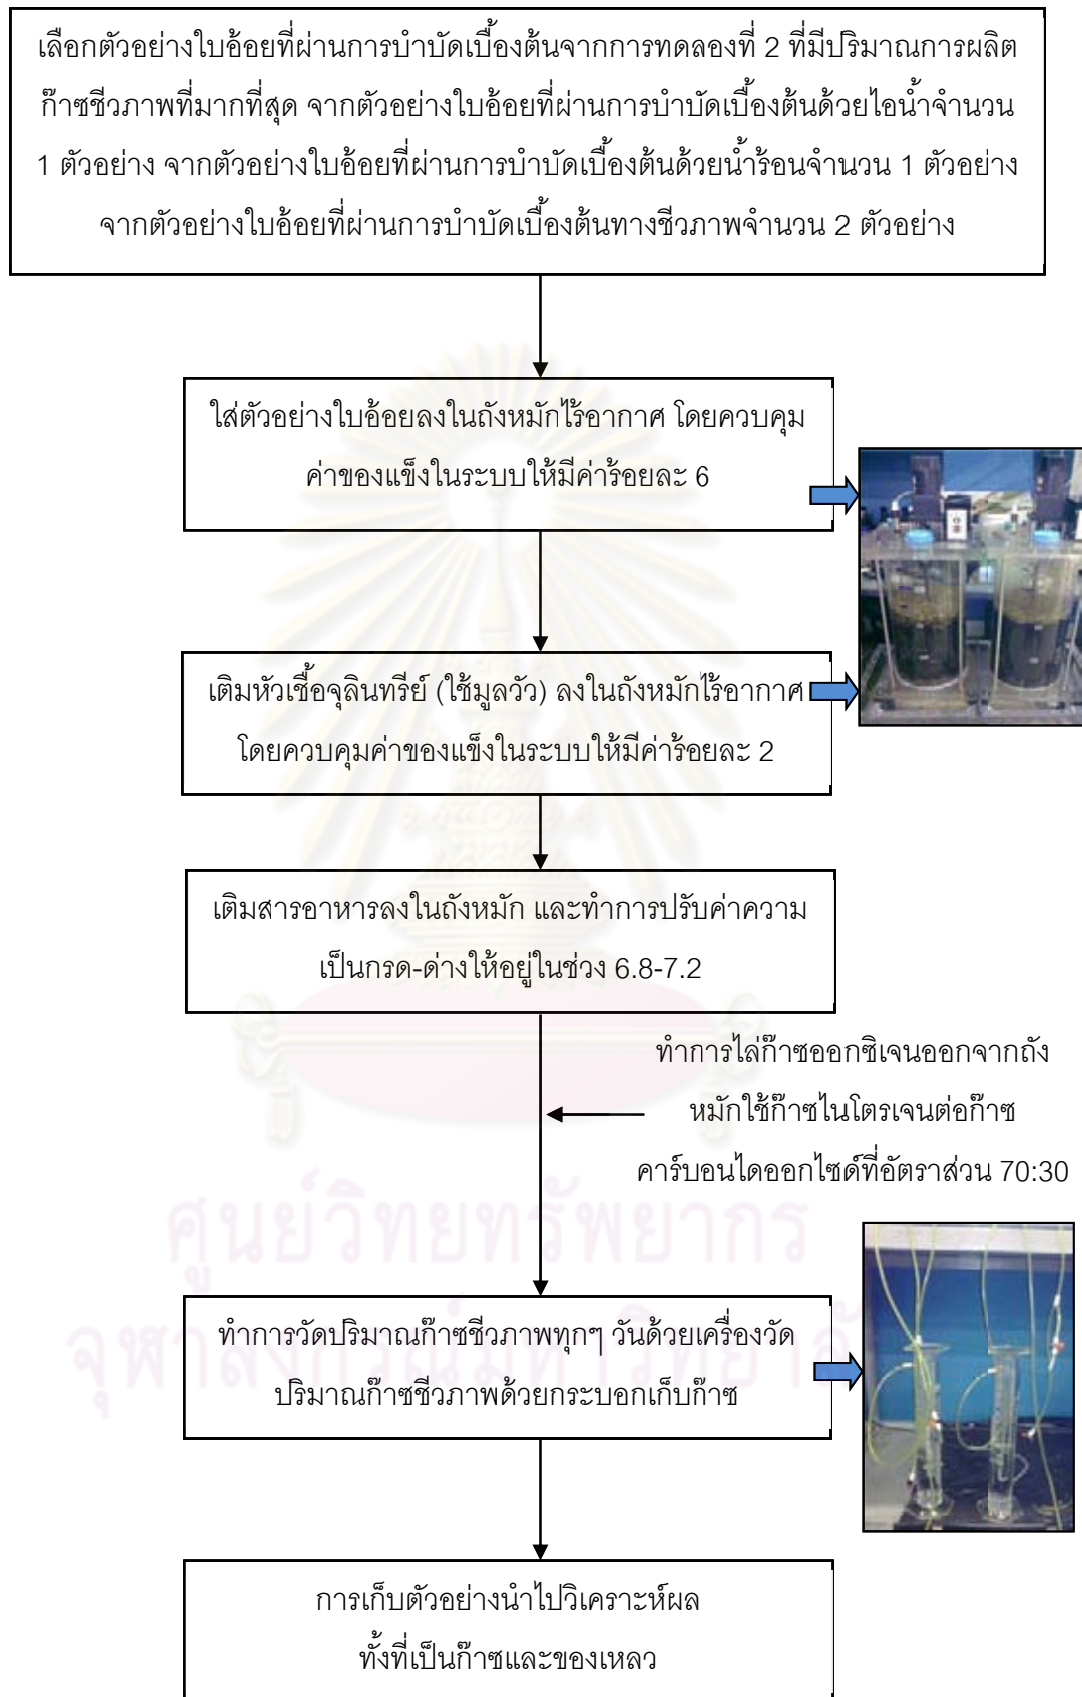 เลือกตัวอย่างใบอ้อยที่ผ่านการบำบัดเบื้องต้นจากการทดลองที่ 2 ที่มีปริมาณการผลิต
ก๊าซชีวภาพที่มากที่สุด จากตัวอย่างใบอ้อยที่ผ่านการบำบัดเบื้องต้นด้วยไอน้ำจำนวน
1 ตัวอย่าง จากตัวอย่างใบอ้อยที่ผ่านการบำบัดเบื้องต้นด้วยน้ำร้อนจำนวน 1 ตัวอย่าง
จากตัวอย่างใบอ้อยที่ผ่านการบำบัดเบื้องต้นทางชีวภาพจำนวน 2 ตัวอย่าง
ใส่ตัวอย่างใบอ้อยลงในถังหมักไร้อากาศ โดยควบคุม
ค่าของแข็งในระบบให้มีค่าร้อยละ 6
เติมหัวเชื้อจุลินทรีย์ (ใช้มูลวัว) ลงในถังหมักไร้อากาศ
โดยควบคุมค่าของแข็งในระบบให้มีค่าร้อยละ 2
เติมสารอาหารลงในถังหมัก และทำการปรับค่าความ
เป็นกรด-ด่างให้อยู่ในช่วง 6.8-7.2
ทำการไล่ก๊าซออกซิเจนออกจากถัง
หมักใช้ก๊าซไนโตรเจนต่อก๊าซ
คาร์บอนไดออกไซด์ที่อัตราส่วน 70:30
ศูนย์วิทยทรัพยากร
จุฬาลงกรณ์มหาวิทยาลัย
ทำการวัดปริมาณก๊าซชีวภาพทุกๆ วันด้วยเครื่องวัด
ปริมาณก๊าซชีวภาพด้วยกระบอกเก็บก๊าซ
การเก็บตัวอย่างนำไปวิเคราะห์ผล
ทั้งที่เป็นก๊าซและของเหลว